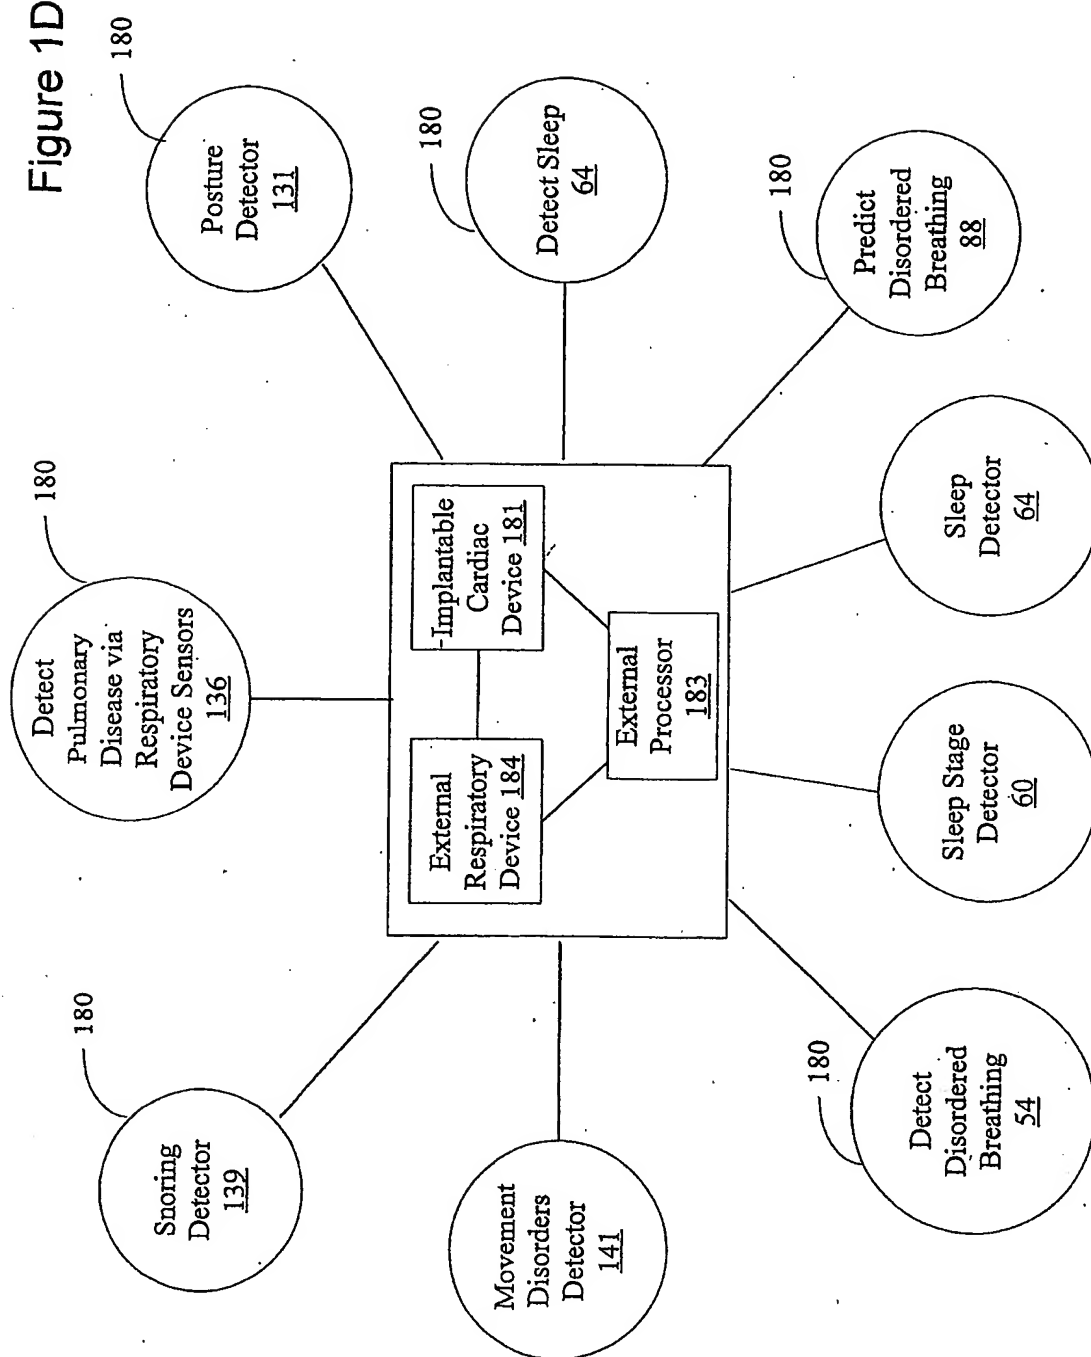 Figure 1D
180
Snoring
Detector
139
180
Detect
Pulmonary
Disease via
Respiratory
Device Sensors
136
180
Posture
Detector
131
Movement
Disorders
Detector
141
External
Respiratory
Device 184
Implantable
Cardiac
Device 181
External
Processor
183
180
Detect Sleep
64
180
Detect
Disordered
Breathing
54
Sleep Stage
Detector
60
Sleep
Detector
64
180
Predict
Disordered
Breathing
88